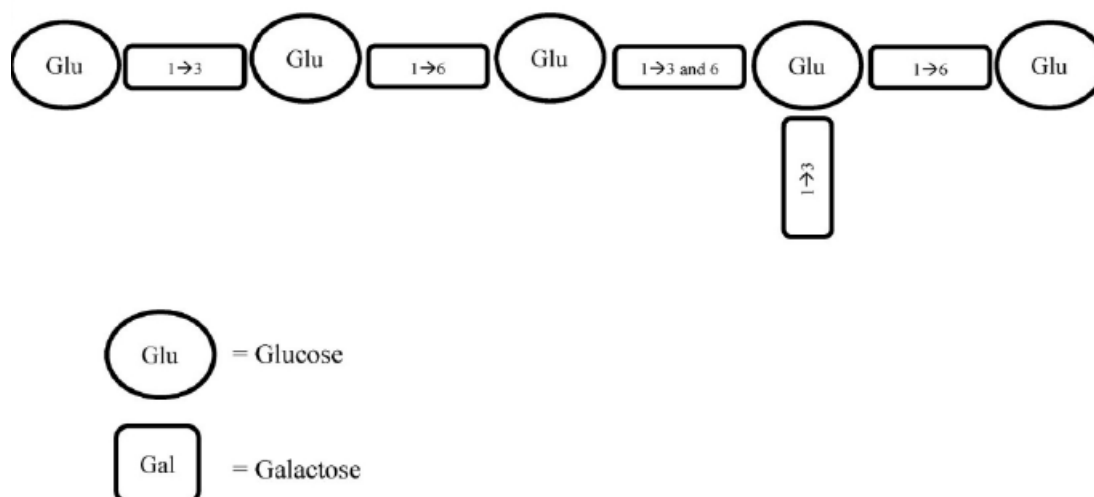 Glu 1→3 Glu 1→6 Glu 1→3 and 6 Glu 1→6 Glu
1→3
Glu = Glucose
Gal = Galactose